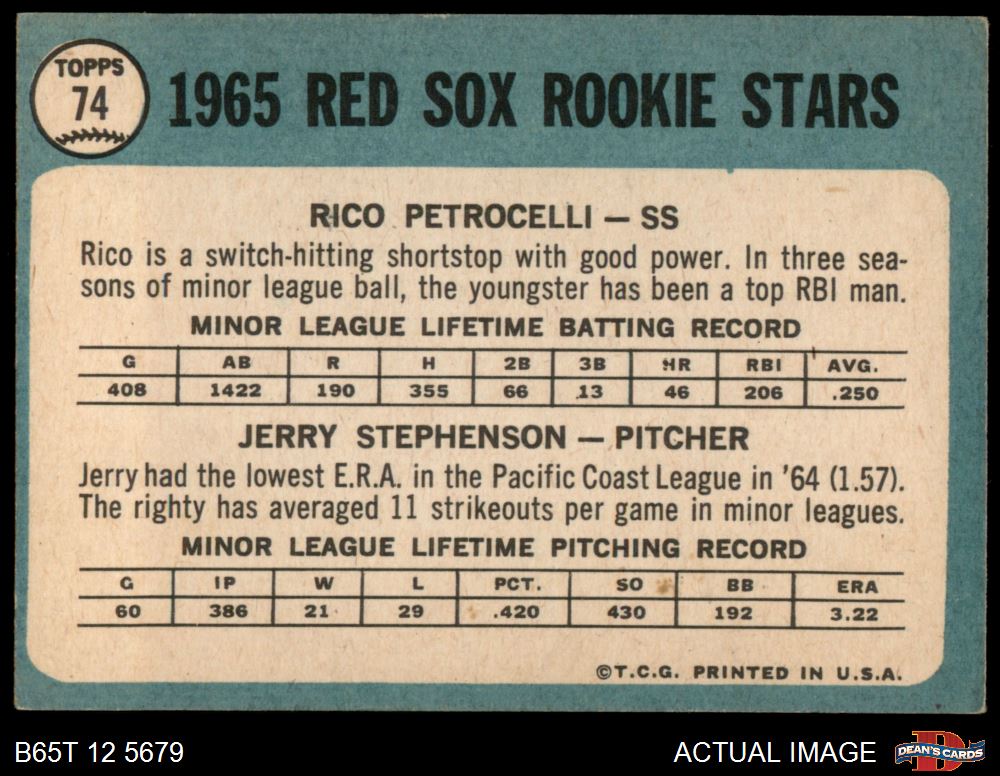 TOPPS
74
1965 RED SOX ROOKIE STARS
RICO PETROCELLI — SS
Rico is a switch-hitting shortstop with good power. In three sea-
sons of minor league ball, the youngster has been a top RBI man.
MINOR LEAGUE LIFETIME BATTING RECORD
G AB R H 2B 3B HR RBI AVG.
408 1422 190 355 66 13 46 206 .250
JERRY STEPHENSON — PITCHER
Jerry had the lowest E.R.A. in the Pacific Coast League in '64 (1.57).
The righty has averaged 11 strikeouts per game in minor leagues.
MINOR LEAGUE LIFETIME PITCHING RECORD
G IP W L PCT. SO BB ERA
60 386 21 29 .420 430 192 3.22
©T.C.G. PRINTED IN U.S.A.
B65T 12 5679
ACTUAL IMAGE
D
DEAN'S CARDS